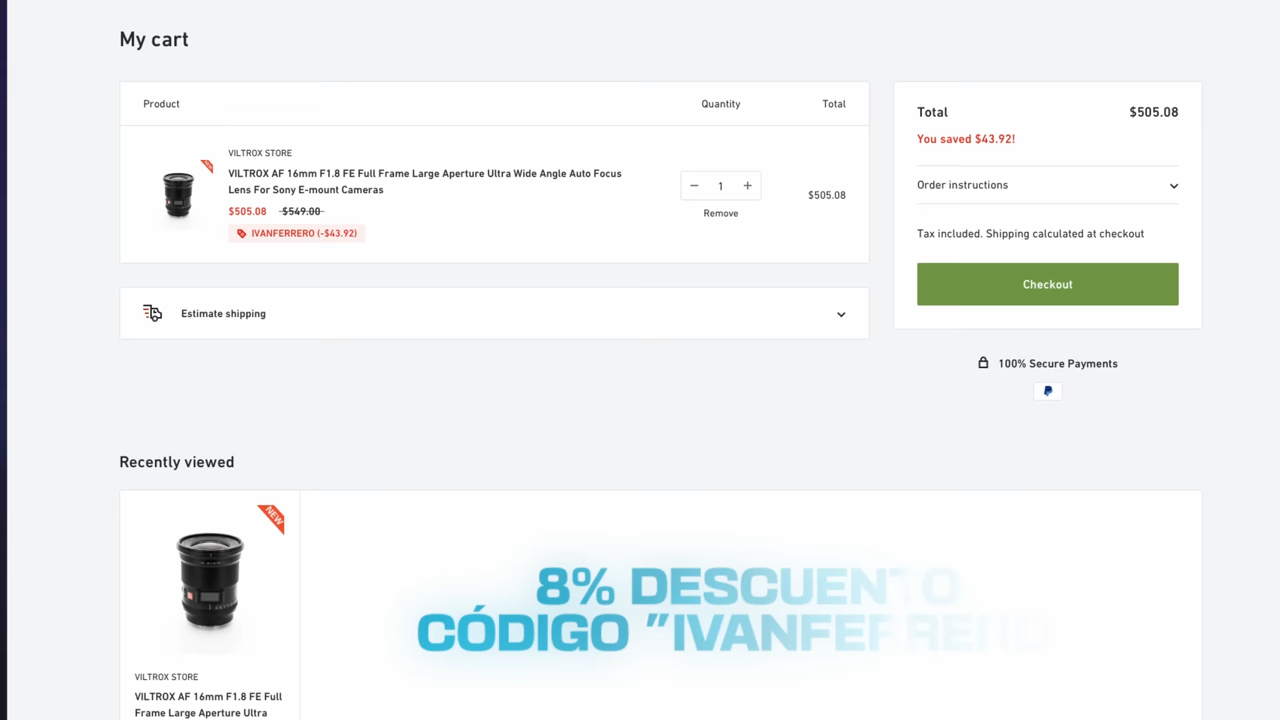 My cart
Product
Quantity
Total
VILTROX STORE
VILTROX AF 16mm F1.8 FE Full Frame Large Aperture Ultra Wide Angle Auto Focus
Lens For Sony E-mount Cameras
$505.08 $549.00
IVANFERRERO (-$43.92)
1
Remove
$505.08
Estimate shipping
Total $505.08
You saved $43.92!
Order instructions
Tax included. Shipping calculated at checkout
Checkout
100% Secure Payments
Recently viewed
NEW
VILTROX STORE
VILTROX AF 16mm F1.8 FE Full
Frame Large Aperture Ultra
8% DESCUENTO
CÓDIGO "IVANFERRERO